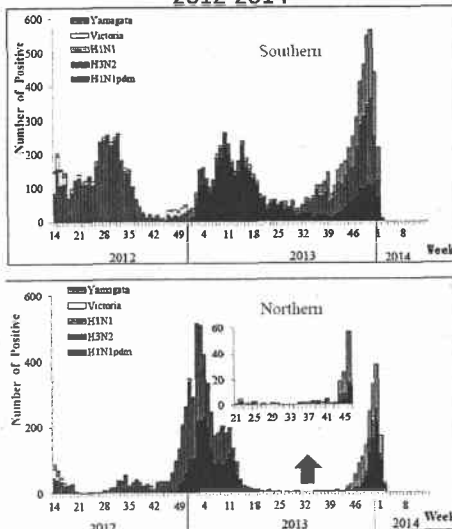 2012-2014
600
500
400
300
200
100
0
Number of Positive
Yamagata
Victoria
H1N1
H3N2
H1N1pdm
Southern
14 21 28 35 42 49 4 11 18 25 32 39 46 1 8 Week
2012 2013 2014
600
400
200
0
Number of Positive
Yamagata
Victoria
H1N1
H3N2
H1N1pdm
Northern
60
40
20
0
21 25 29 33 37 41 45
14 21 28 35 42 49 4 11 18 25 32 39 46 1 8 Week
2012 2013 2014